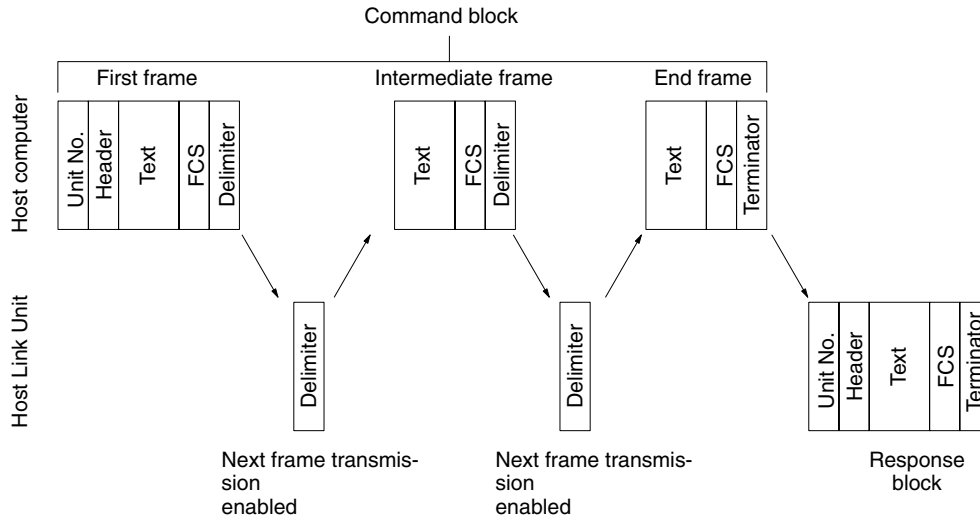 Command block
First frame
Intermediate frame
End frame
Host computer
Unit No.
Header
Text
FCS
Delimiter
Text
FCS
Delimiter
Text
FCS
Terminator
Host Link Unit
Delimiter
Delimiter
Unit No.
Header
Text
FCS
Terminator
Next frame transmis-
sion
enabled
Next frame transmis-
sion
enabled
Response
block